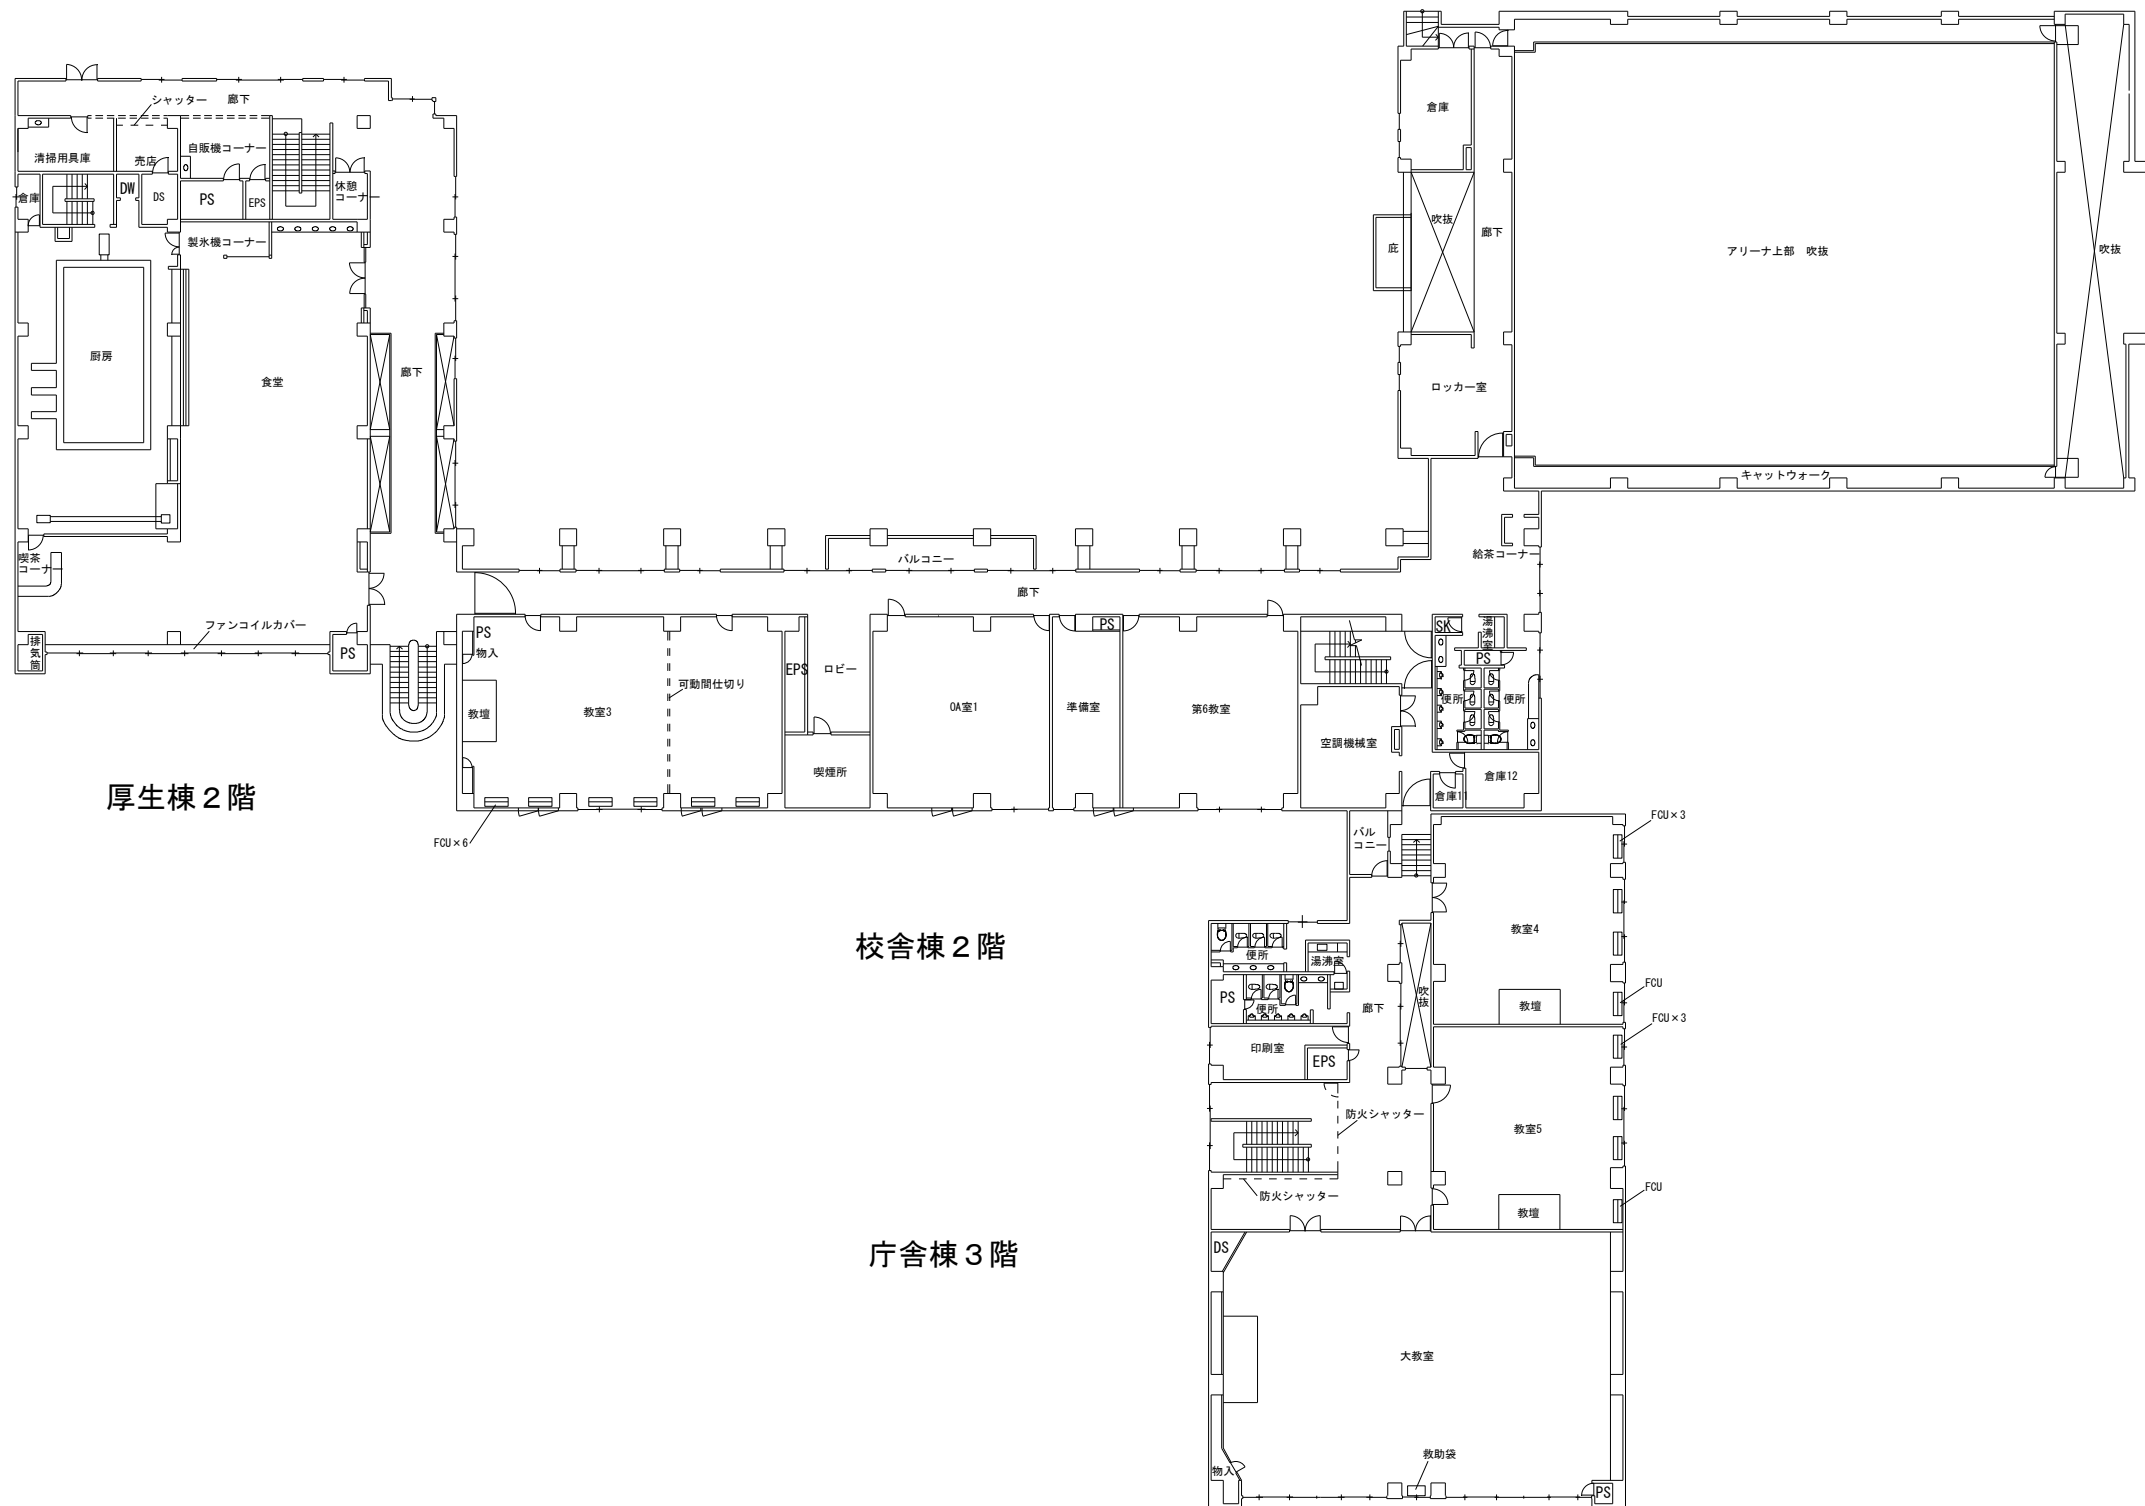 シャッター
廊下
清掃用具庫
売店
自販機コーナー
倉庫
DW
DS
PS
EPS
休憩
コーナー
製氷機コーナー
厨房
食堂
廊下
喫茶
コーナー
ファンコイルカバー
排
気
筒
PS
厚生棟２階
倉庫
吹抜
廊下
庇
ロッカー室
アリーナ上部 吹抜
吹抜
キャットウォーク
給茶コーナー
バルコニー
廊下
PS
物入
教壇
教室3
可動間仕切り
EPS
ロビー
喫煙所
OA室1
準備室
PS
第6教室
空調機械室
SK
湯
沸
室
PS
便所
便所
倉庫11
倉庫12
FCU×6
校舎棟２階
バル
コニー
FCU×3
教室4
便所
湯沸室
PS
便所
廊下
吹
抜
教壇
FCU
FCU×3
印刷室
EPS
防火シャッター
教室5
防火シャッター
教壇
FCU
庁舎棟３階
DS
大教室
救助袋
物入
PS